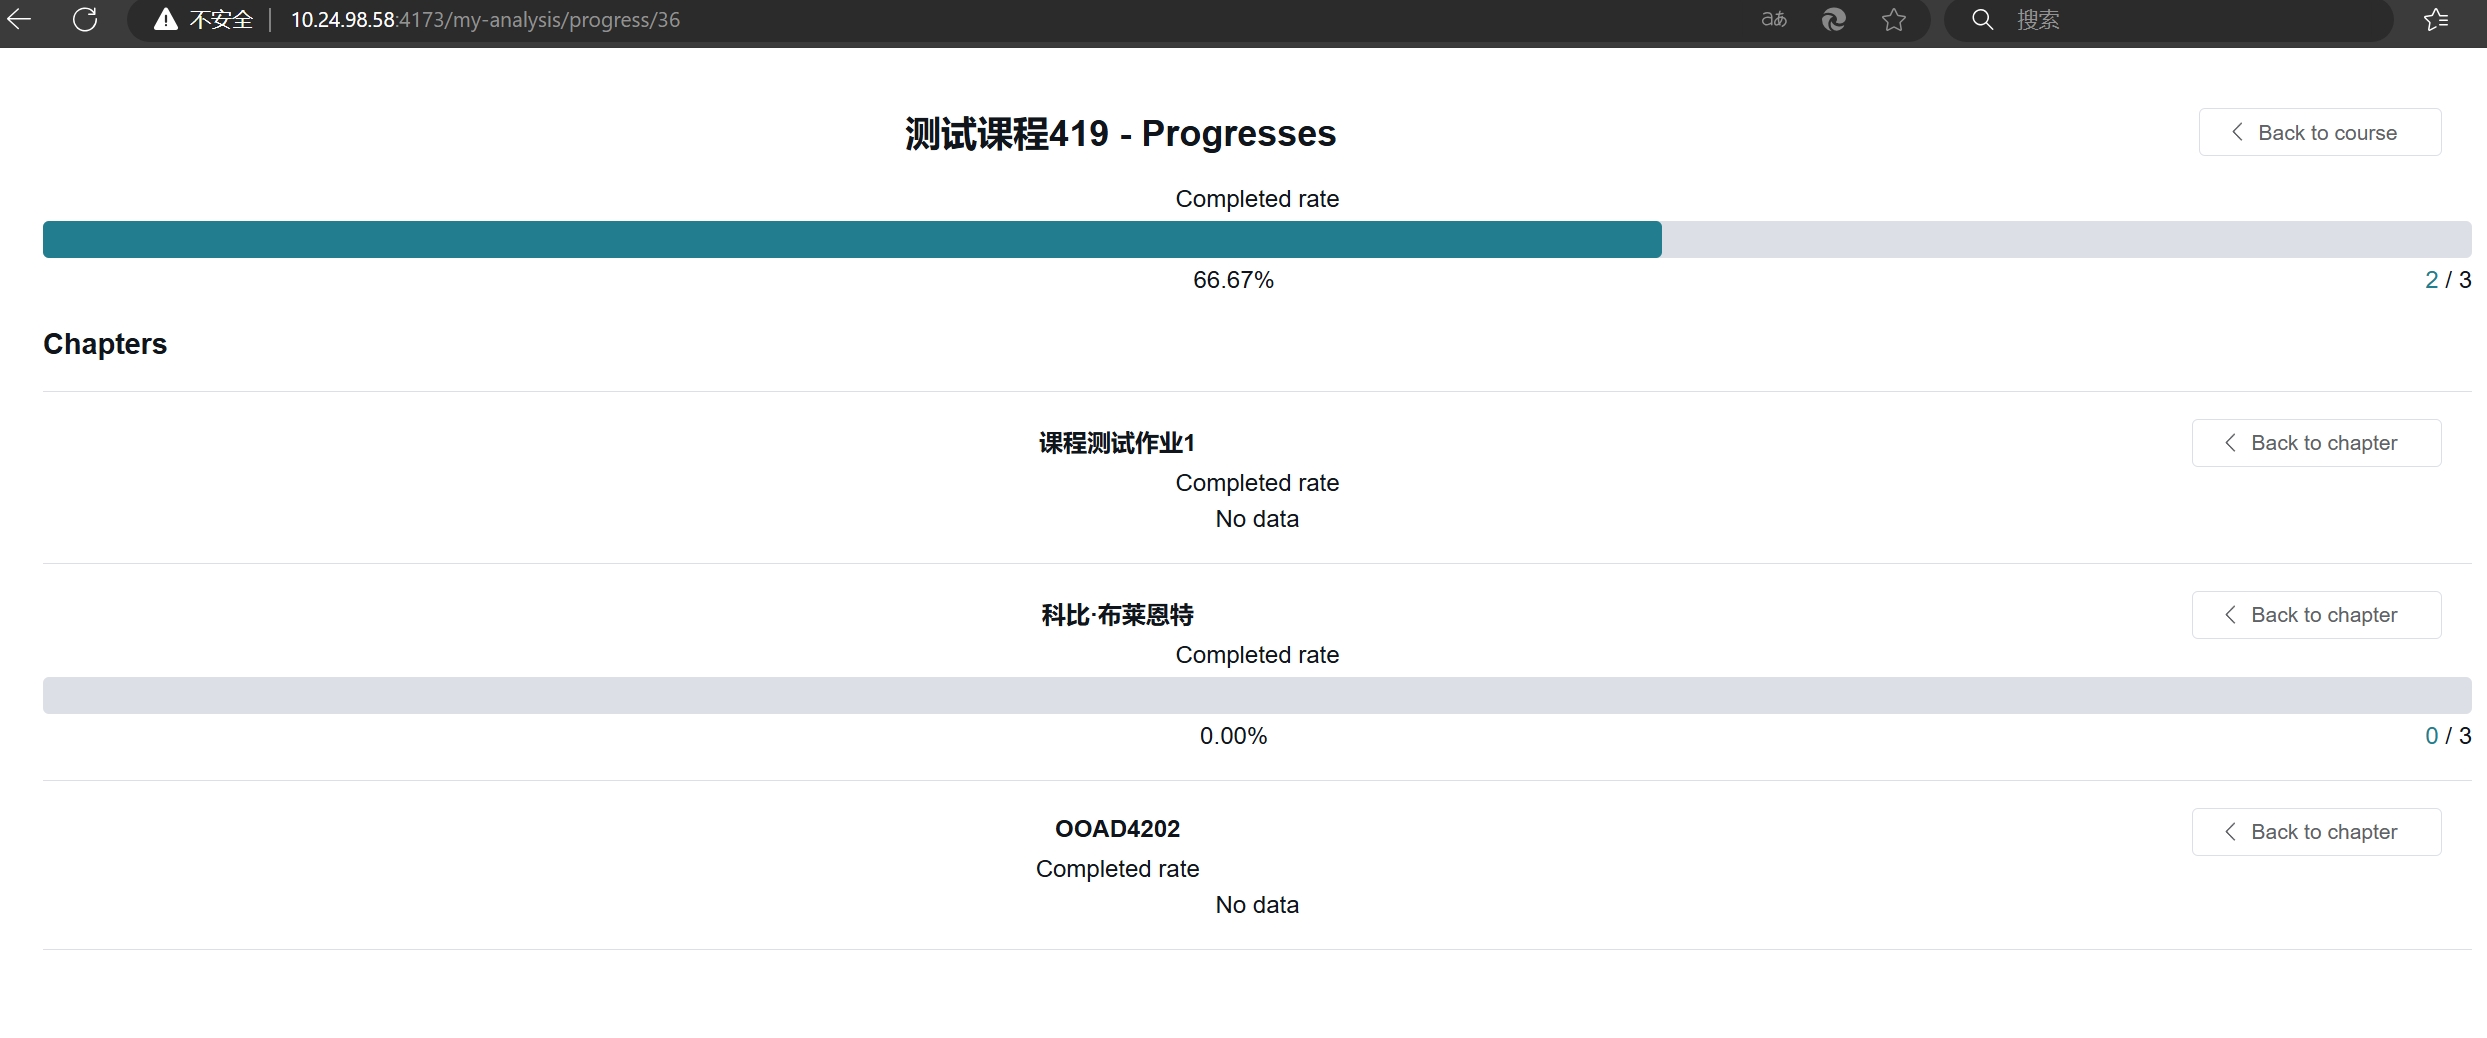 不安全 | 10.24.98.58:4173/my-analysis/progress/36 aあ 搜索
测试课程419 - Progresses Back to course
Completed rate
66.67% 2 / 3
Chapters
课程测试作业1 Back to chapter
Completed rate
No data
科比·布莱恩特 Back to chapter
Completed rate
0.00% 0 / 3
OOAD4202 Back to chapter
Completed rate
No data